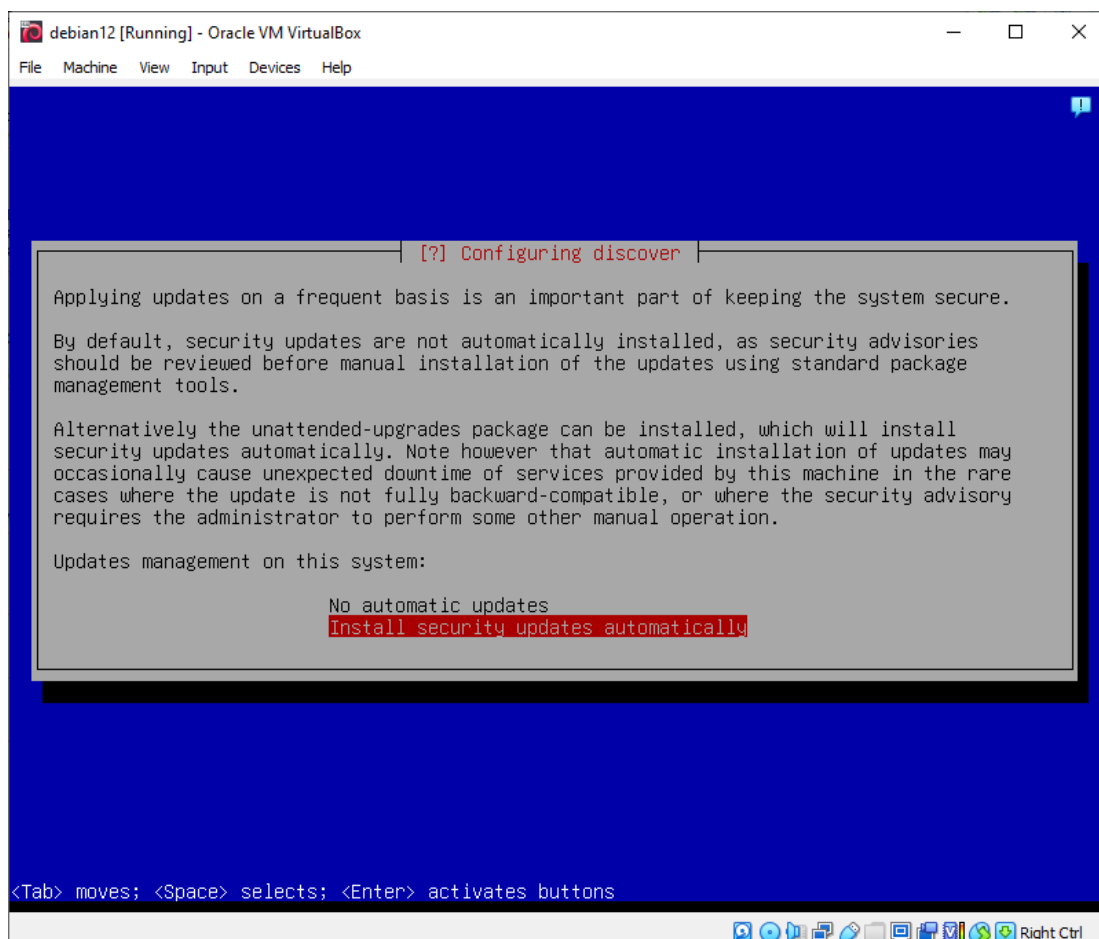 debian12 [Running] - Oracle VM VirtualBox
File Machine View Input Devices Help
[?] Configuring discover
Applying updates on a frequent basis is an important part of keeping the system secure.
By default, security updates are not automatically installed, as security advisories
should be reviewed before manual installation of the updates using standard package
management tools.
Alternatively the unattended-upgrades package can be installed, which will install
security updates automatically. Note however that automatic installation of updates may
occasionally cause unexpected downtime of services provided by this machine in the rare
cases where the update is not fully backward-compatible, or where the security advisory
requires the administrator to perform some other manual operation.
Updates management on this system:
No automatic updates
Install security updates automatically
<Tab> moves; <Space> selects; <Enter> activates buttons
Right Ctrl